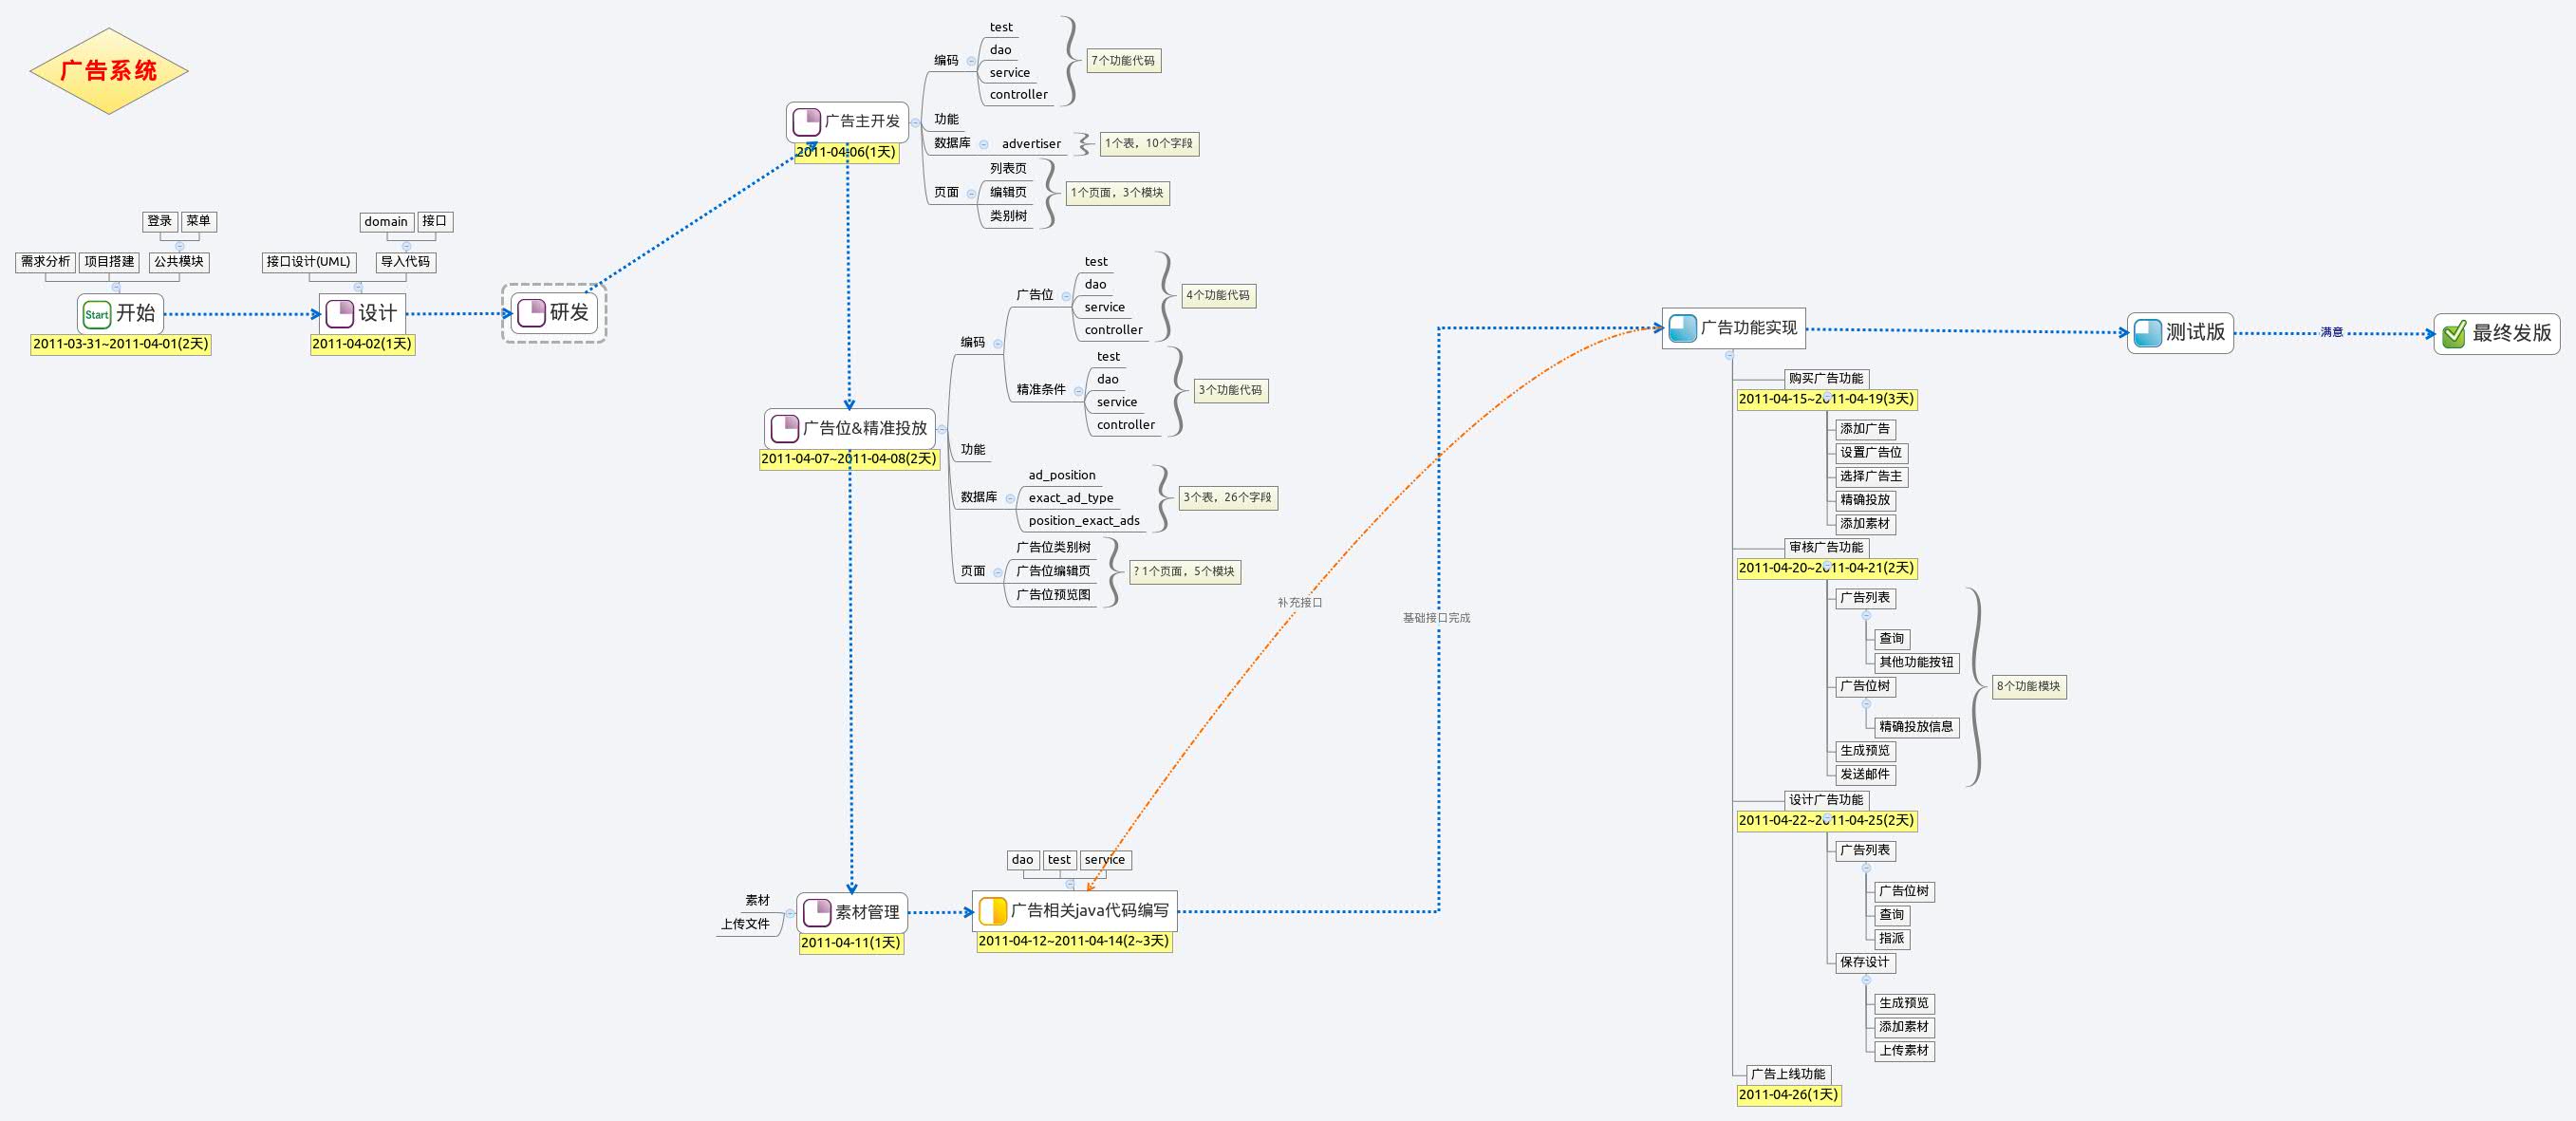 广告系统
登录
菜单
需求分析
项目搭建
公共模块
Start
开始
2011-03-31~2011-04-01(2天)
domain
接口
接口设计(UML)
导入代码
设计
2011-04-02(1天)
研发
广告主开发
2011-04-06(1天)
编码
test
dao
service
controller
7个功能代码
功能
数据库
advertiser
1个表，10个字段
页面
列表页
编辑页
类别树
1个页面，3个模块
广告位&精准投放
2011-04-07~2011-04-08(2天)
编码
广告位
test
dao
service
controller
4个功能代码
精准条件
test
dao
service
controller
3个功能代码
功能
数据库
ad_position
exact_ad_type
position_exact_ads
3个表，26个字段
页面
广告位类别树
广告位编辑页
广告位预览图
? 1个页面，5个模块
素材
上传文件
素材管理
2011-04-11(1天)
dao
test
service
广告相关java代码编写
2011-04-12~2011-04-14(2~3天)
补充接口
基础接口完成
广告功能实现
购买广告功能
2011-04-15~2011-04-19(3天)
添加广告
设置广告位
选择广告主
精确投放
添加素材
审核广告功能
2011-04-20~2011-04-21(2天)
广告列表
查询
其他功能按钮
广告位树
精确投放信息
生成预览
发送邮件
8个功能模块
设计广告功能
2011-04-22~2011-04-25(2天)
广告列表
广告位树
查询
指派
保存设计
生成预览
添加素材
上传素材
广告上线功能
2011-04-26(1天)
测试版
满意
最终发版